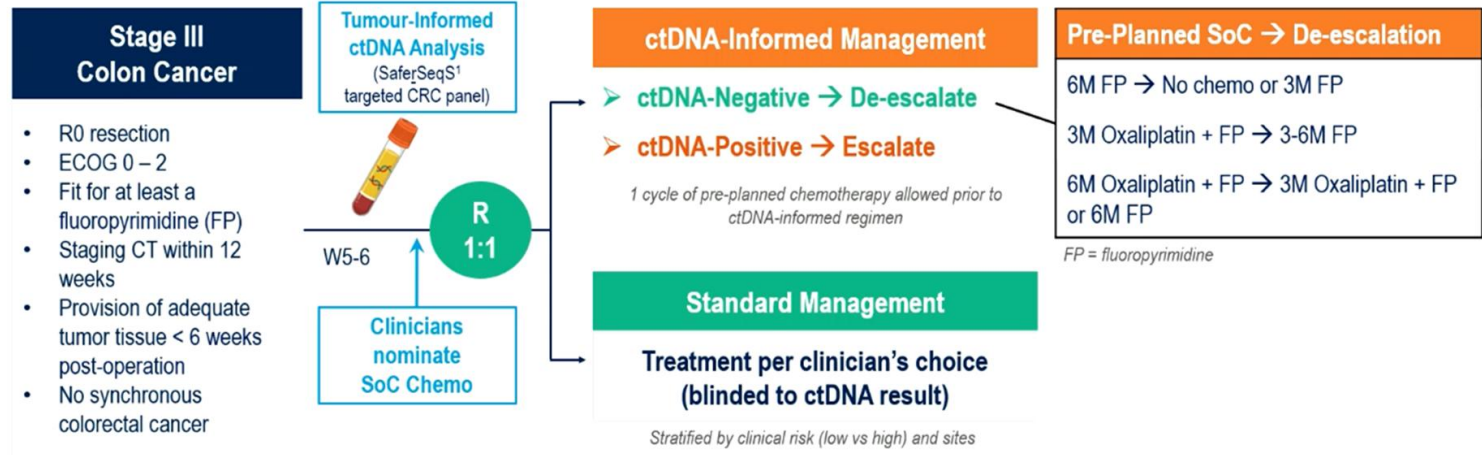 Stage III
Colon Cancer
• R0 resection
• ECOG 0 – 2
• Fit for at least a
fluoropyrimidine (FP)
• Staging CT within 12
weeks
• Provision of adequate
tumor tissue < 6 weeks
post-operation
• No synchronous
colorectal cancer
Tumour-Informed
ctDNA Analysis
(SaferSeqS¹
targeted CRC panel)
W5-6
R
1:1
Clinicians
nominate
SoC Chemo
ctDNA-Informed Management
➢ ctDNA-Negative → De-escalate
➢ ctDNA-Positive → Escalate
1 cycle of pre-planned chemotherapy allowed prior to
ctDNA-informed regimen
Standard Management
Treatment per clinician's choice
(blinded to ctDNA result)
Stratified by clinical risk (low vs high) and sites
Pre-Planned SoC → De-escalation
6M FP → No chemo or 3M FP
3M Oxaliplatin + FP → 3-6M FP
6M Oxaliplatin + FP → 3M Oxaliplatin + FP
or 6M FP
FP = fluoropyrimidine